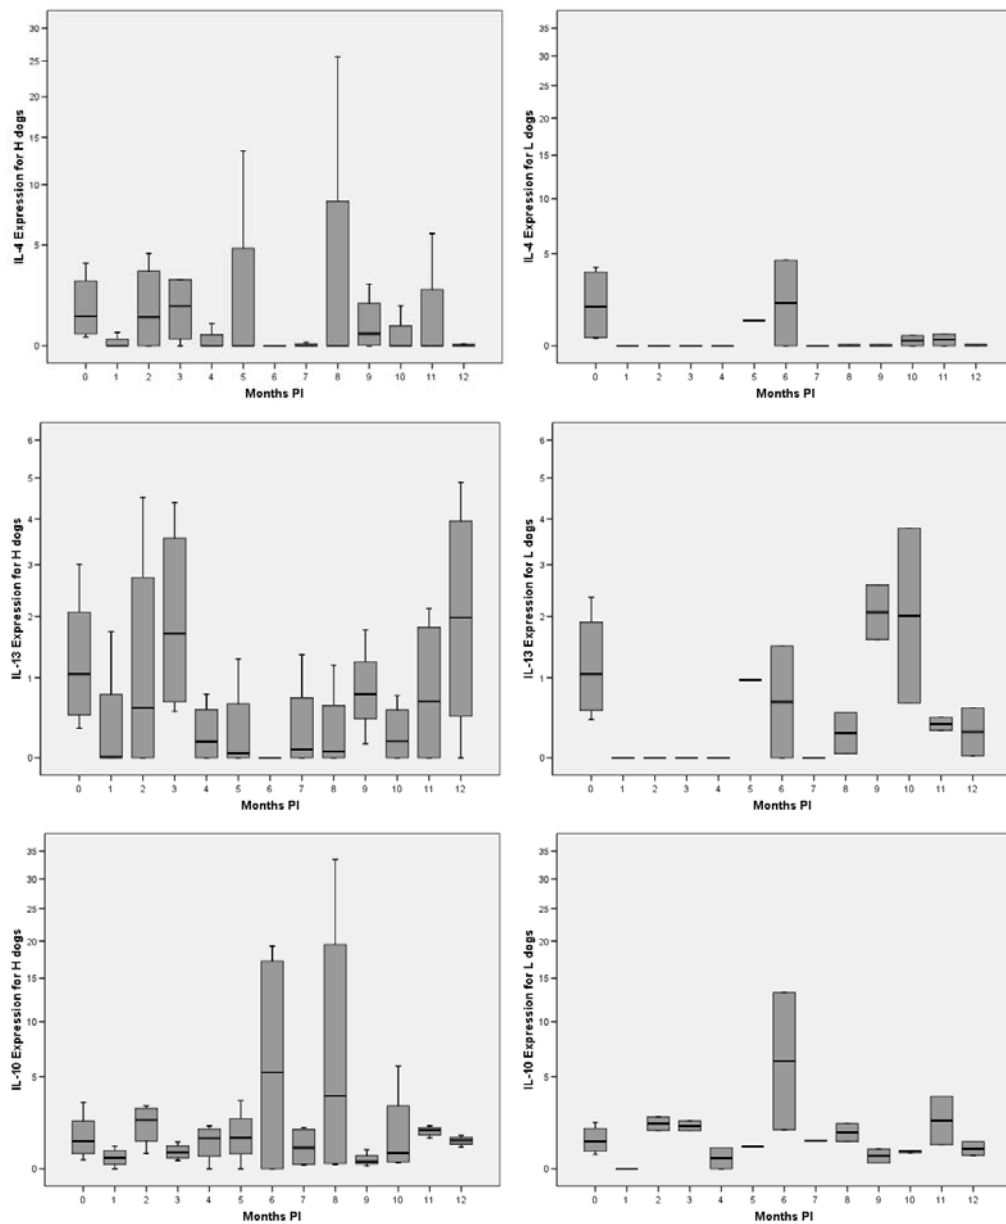 IL-4 Expression for H dogs
30
25
20
15
10
5
0
0 1 2 3 4 5 6 7 8 9 10 11 12
Months PI
IL-4 Expression for L dogs
35
30
25
20
15
10
5
0
0 1 2 3 4 5 6 7 8 9 10 11 12
Months PI
IL-13 Expression for H dogs
6
5
4
3
2
1
0
0 1 2 3 4 5 6 7 8 9 10 11 12
Months PI
IL-13 Expression for L dogs
6
5
4
3
2
1
0
0 1 2 3 4 5 6 7 8 9 10 11 12
Months PI
IL-10 Expression for H dogs
35
30
25
20
15
10
5
0
0 1 2 3 4 5 6 7 8 9 10 11 12
Months PI
IL-10 Expression for L dogs
35
30
25
20
15
10
5
0
0 1 2 3 4 5 6 7 8 9 10 11 12
Months PI